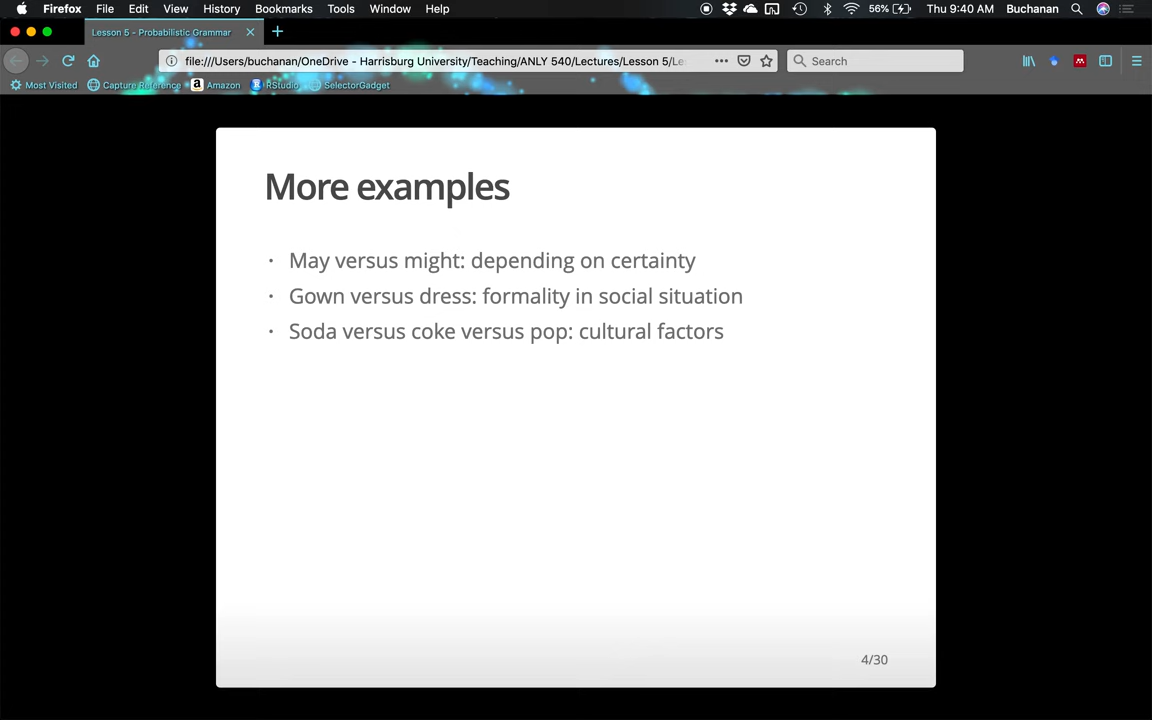 Firefox File Edit View History Bookmarks Tools Window Help 56% Thu 9:40 AM Buchanan
Lesson 5 - Probabilistic Grammar
file:///Users/buchanan/OneDrive - Harrisburg University/Teaching/ANLY 540/Lectures/Lesson 5/Le Search
Most Visited Capture Reference Amazon RStudio SelectorGadget
More examples
· May versus might: depending on certainty
· Gown versus dress: formality in social situation
· Soda versus coke versus pop: cultural factors
4/30